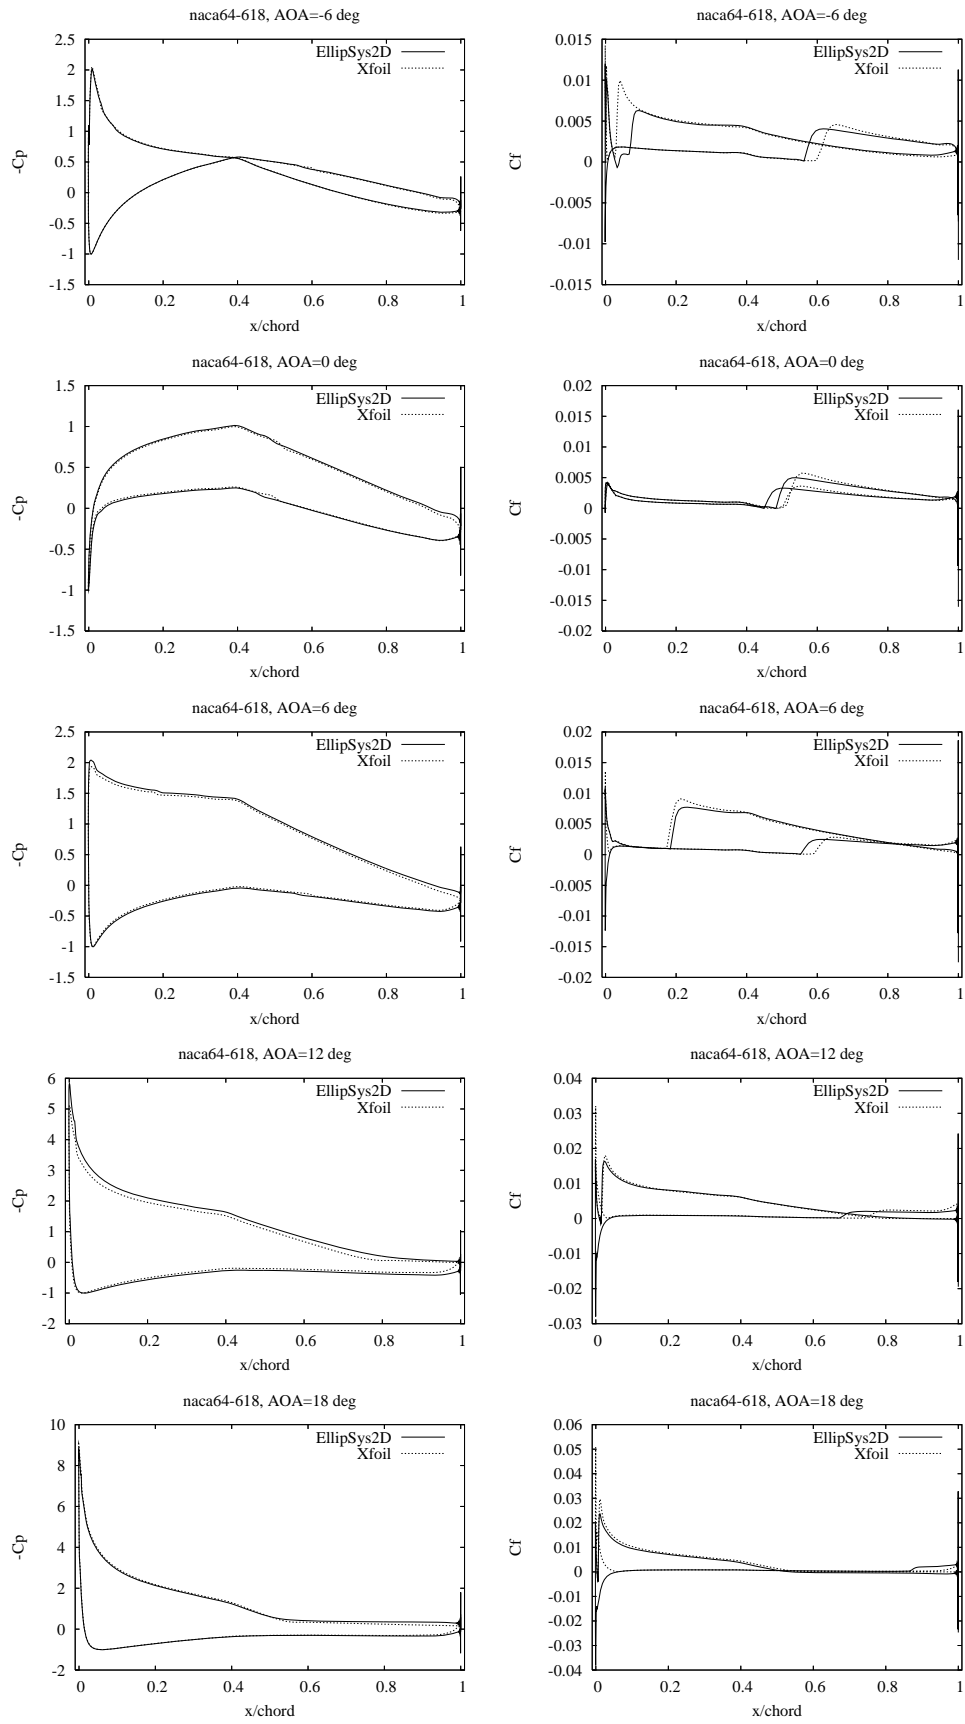 naca64-618, AOA=-6 deg
EllipSys2D
Xfoil
-Cp
2.5
2
1.5
1
0.5
0
-0.5
-1
-1.5
0 0.2 0.4 0.6 0.8 1
x/chord
naca64-618, AOA=-6 deg
EllipSys2D
Xfoil
Cf
0.015
0.01
0.005
0
-0.005
-0.01
-0.015
0 0.2 0.4 0.6 0.8 1
x/chord
naca64-618, AOA=0 deg
EllipSys2D
Xfoil
-Cp
1.5
1
0.5
0
-0.5
-1
-1.5
0 0.2 0.4 0.6 0.8 1
x/chord
naca64-618, AOA=0 deg
EllipSys2D
Xfoil
Cf
0.02
0.015
0.01
0.005
0
-0.005
-0.01
-0.015
-0.02
0 0.2 0.4 0.6 0.8 1
x/chord
naca64-618, AOA=6 deg
EllipSys2D
Xfoil
-Cp
2.5
2
1.5
1
0.5
0
-0.5
-1
-1.5
0 0.2 0.4 0.6 0.8 1
x/chord
naca64-618, AOA=6 deg
EllipSys2D
Xfoil
Cf
0.02
0.015
0.01
0.005
0
-0.005
-0.01
-0.015
-0.02
0 0.2 0.4 0.6 0.8 1
x/chord
naca64-618, AOA=12 deg
EllipSys2D
Xfoil
-Cp
6
5
4
3
2
1
0
-1
-2
0 0.2 0.4 0.6 0.8 1
x/chord
naca64-618, AOA=12 deg
EllipSys2D
Xfoil
Cf
0.04
0.03
0.02
0.01
0
-0.01
-0.02
-0.03
0 0.2 0.4 0.6 0.8 1
x/chord
naca64-618, AOA=18 deg
EllipSys2D
Xfoil
-Cp
10
8
6
4
2
0
-2
0 0.2 0.4 0.6 0.8 1
x/chord
naca64-618, AOA=18 deg
EllipSys2D
Xfoil
Cf
0.06
0.05
0.04
0.03
0.02
0.01
0
-0.01
-0.02
-0.03
-0.04
0 0.2 0.4 0.6 0.8 1
x/chord